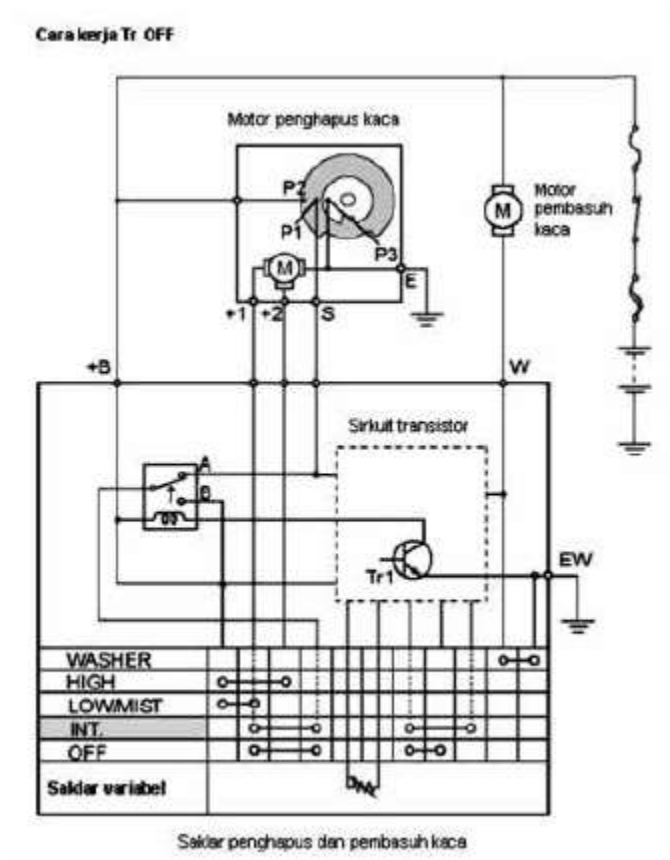 Cara kerja Tr OFF
Motor penghapus kaca
P2
P1
P3
M
E
+1 +2 S
M
Motor
pembasuh
kaca
+B
W
Sirkuit transistor
A
B
Tr1
EW
WASHER
HIGH
LOW/MIST
INT.
OFF
Saklar variabel
Saklar penghapus dan pembasuh kaca